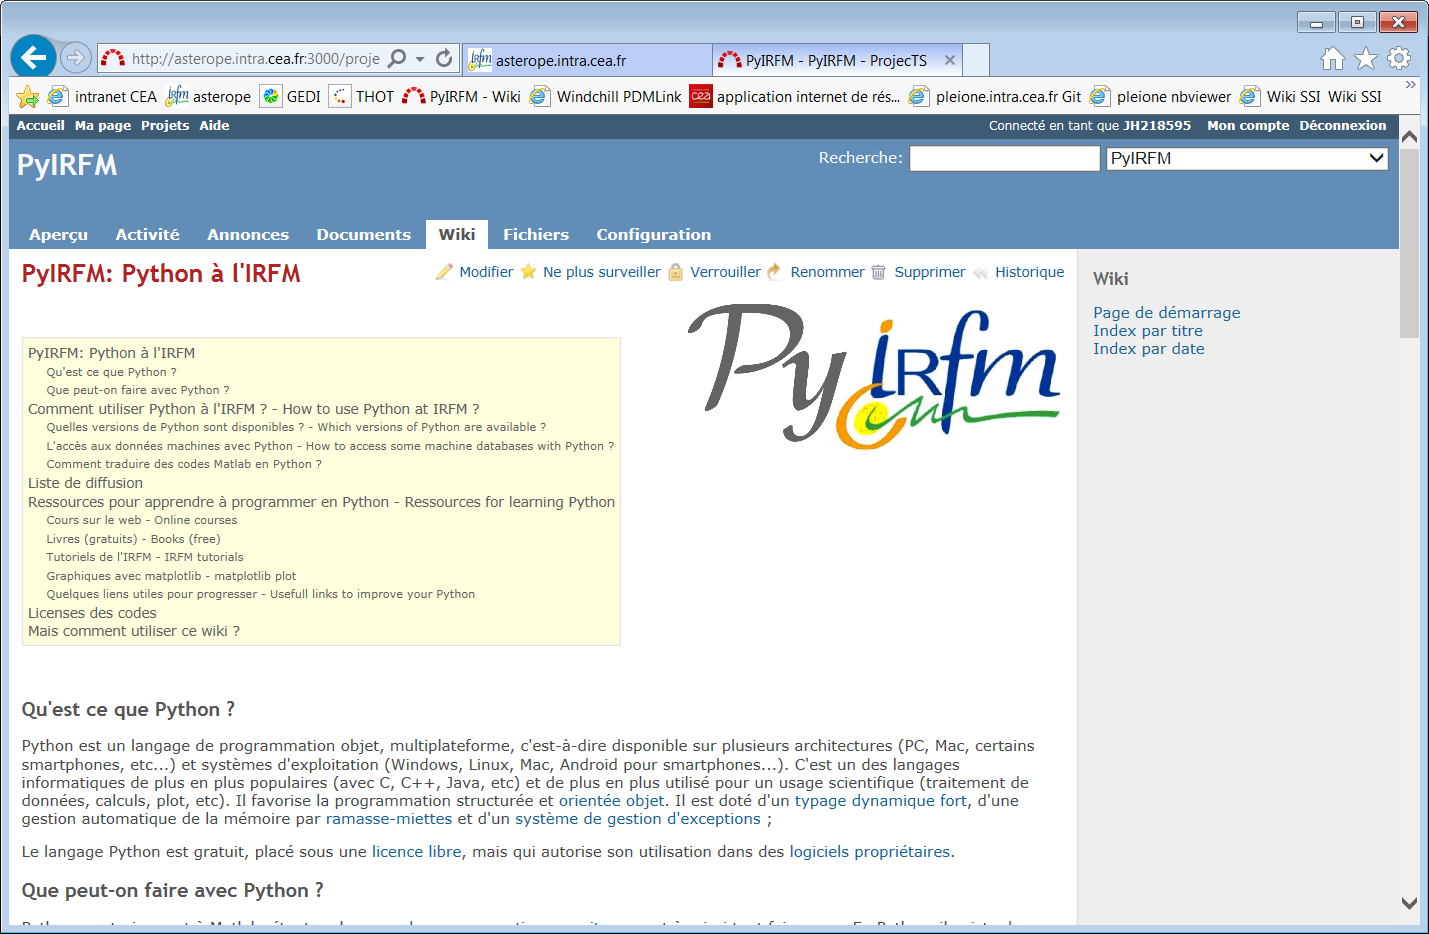 http://asterope.intra.cea.fr:3000/proje
asterope.intra.cea.fr
PyIRFM - PyIRFM - ProjecTS
intranet CEA
asterope
GEDI
THOT
PyIRFM - Wiki
Windchill PDMLink
application internet de rés...
pleione.intra.cea.fr Git
pleione nbviewer
Wiki SSI
Wiki SSI
Accueil Ma page Projets Aide
Connecté en tant que JH218595 Mon compte Déconnexion
PyIRFM
Recherche:
PyIRFM
Aperçu Activité Annonces Documents Wiki Fichiers Configuration
PyIRFM: Python à l'IRFM
Modifier Ne plus surveiller Verrouiller Renommer Supprimer Historique
Wiki
Page de démarrage
Index par titre
Index par date
Py irfm
PyIRFM: Python à l'IRFM
Qu'est ce que Python ?
Que peut-on faire avec Python ?
Comment utiliser Python à l'IRFM ? - How to use Python at IRFM ?
Quelles versions de Python sont disponibles ? - Which versions of Python are available ?
L'accès aux données machines avec Python - How to access some machine databases with Python ?
Comment traduire des codes Matlab en Python ?
Liste de diffusion
Ressources pour apprendre à programmer en Python - Ressources for learning Python
Cours sur le web - Online courses
Livres (gratuits) - Books (free)
Tutoriels de l'IRFM - IRFM tutorials
Graphiques avec matplotlib - matplotlib plot
Quelques liens utiles pour progresser - Usefull links to improve your Python
Licenses des codes
Mais comment utiliser ce wiki ?
Qu'est ce que Python ?
Python est un langage de programmation objet, multiplateforme, c'est-à-dire disponible sur plusieurs architectures (PC, Mac, certains
smartphones, etc...) et systèmes d'exploitation (Windows, Linux, Mac, Android pour smartphones...). C'est un des langages
informatiques de plus en plus populaires (avec C, C++, Java, etc) et de plus en plus utilisé pour un usage scientifique (traitement de
données, calculs, plot, etc). Il favorise la programmation structurée et orientée objet. Il est doté d'un typage dynamique fort, d'une
gestion automatique de la mémoire par ramasse-miettes et d'un système de gestion d'exceptions ;
Le langage Python est gratuit, placé sous une licence libre, mais qui autorise son utilisation dans des logiciels propriétaires.
Que peut-on faire avec Python ?